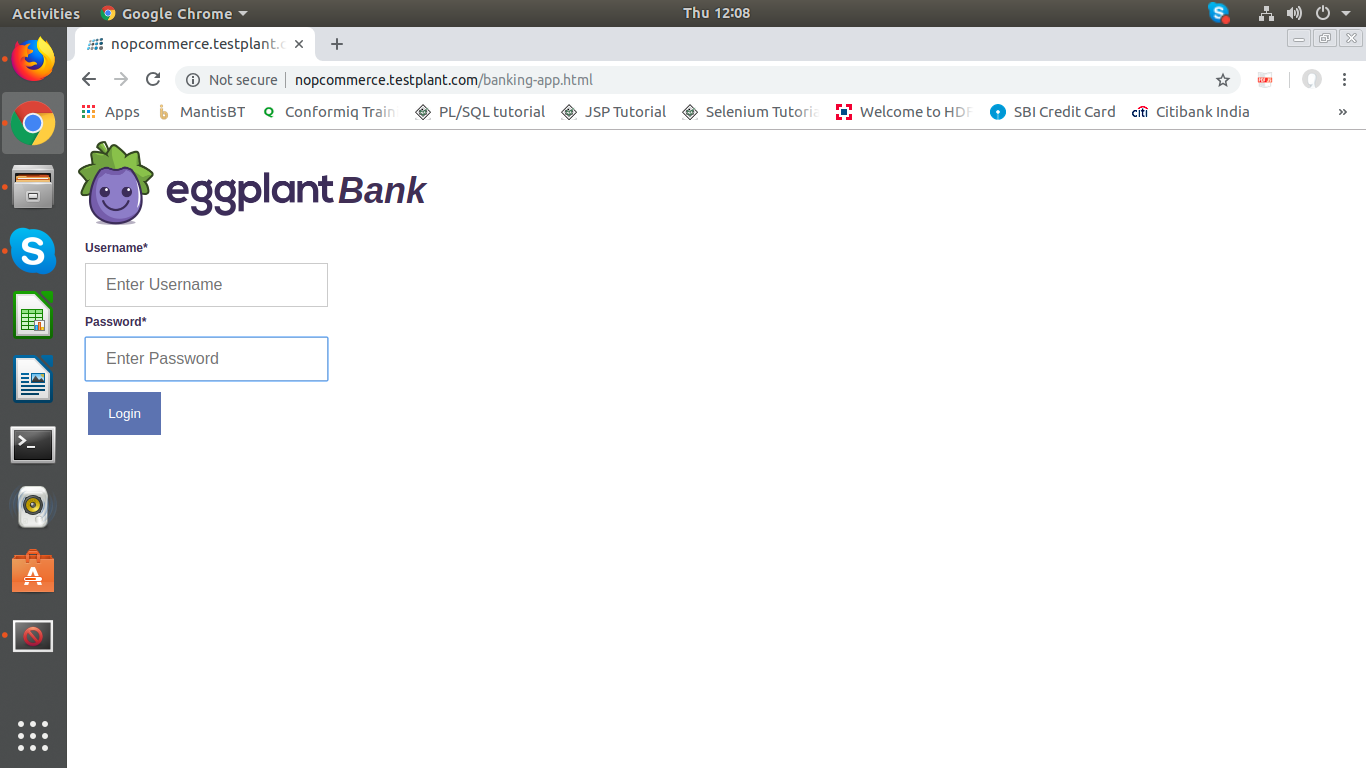 Activities Google Chrome Thu 12:08
nopcommerce.testplant.c
Not secure nopcommerce.testplant.com/banking-app.html
Apps MantisBT Conformiq Train PL/SQL tutorial JSP Tutorial Selenium Tutoria Welcome to HDF SBI Credit Card citi Citibank India »
eggplant Bank
Username*
Enter Username
Password*
Enter Password
Login